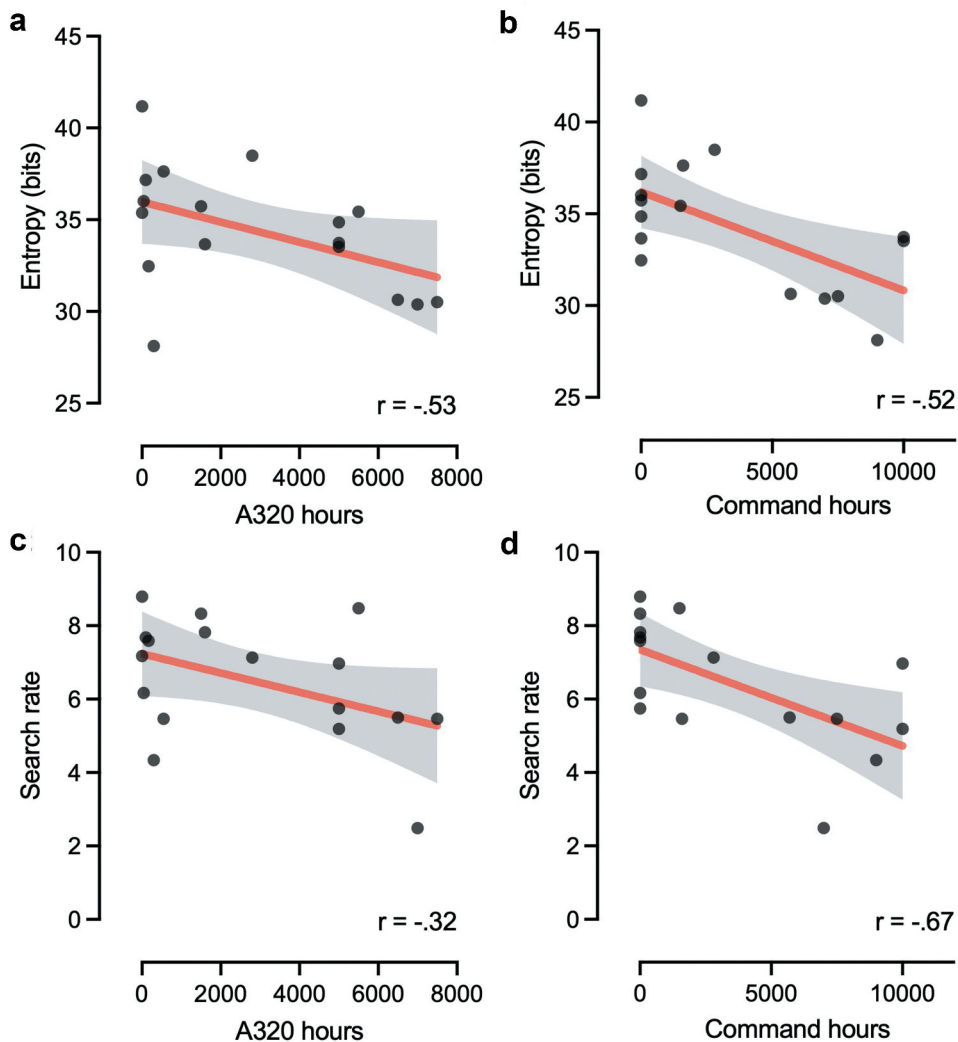 a
45
40
35
30
25
Entropy (bits)
r = -.53
0 2000 4000 6000 8000
A320 hours
b
45
40
35
30
25
Entropy (bits)
r = -.52
0 5000 10000
Command hours
c
10
8
6
4
2
0
Search rate
r = -.32
0 2000 4000 6000 8000
A320 hours
d
10
8
6
4
2
0
Search rate
r = -.67
0 5000 10000
Command hours